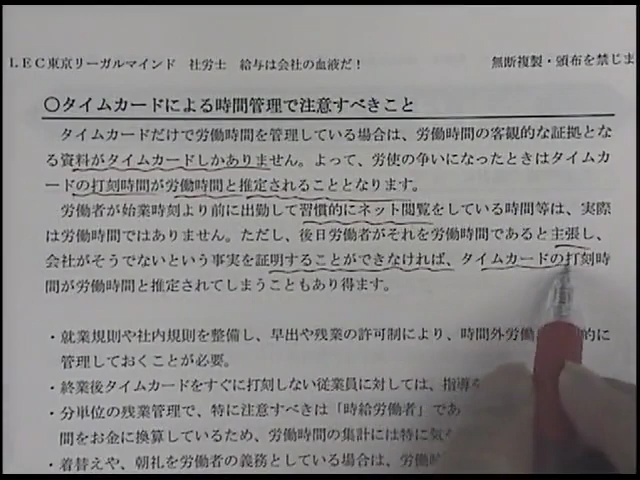 LEC東京リーガルマインド 社労士 給与は会社の血液だ! 無断複製・頒布を禁じま
○タイムカードによる時間管理で注意すべきこと
タイムカードだけで労働時間を管理している場合は、労働時間の客観的な証拠とな
る資料がタイムカードしかありません。よって、労使の争いになったときはタイムカ
ードの打刻時間が労働時間と推定されることとなります。
労働者が始業時刻より前に出勤して習慣的にネット閲覧をしている時間等は、実際
は労働時間ではありません。ただし、後日労働者がそれを労働時間であると主張し、
会社がそうでないという事実を証明することができなければ、タイムカードの打刻時
間が労働時間と推定されてしまうこともあり得ます。
・就業規則や社内規則を整備し、早出や残業の許可制により、時間外労働 的に
管理しておくことが必要。
・終業後タイムカードをすぐに打刻しない従業員に対しては、指導
・分単位の残業管理で、特に注意すべきは「時給労働者」であ
間をお金に換算しているため、労働時間の集計には特に気
・着替えや、朝礼を労働者の義務としている場合は、労働時